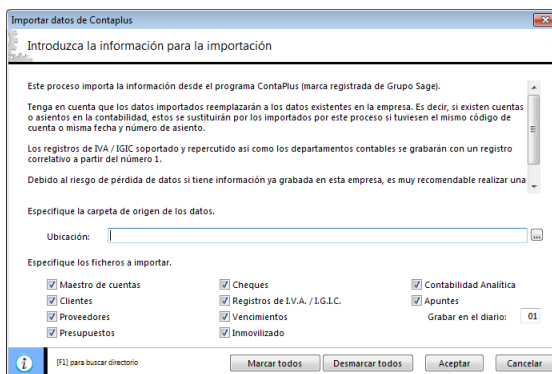 Importar datos de Contaplus
Introduzca la información para la importación
Este proceso importa la información desde el programa ContaPlus (marca registrada de Grupo Sage).
Tenga en cuenta que los datos importados reemplazarán a los datos existentes en la empresa. Es decir, si existen cuentas
o asientos en la contabilidad, estos se sustituirán por los importados por este proceso si tuviesen el mismo código de
cuenta o misma fecha y número de asiento.
Los registros de IVA / IGIC soportado y repercutido asi como los departamentos contables se grabarán con un registro
correlativo a partir del número 1.
Debido al riesgo de pérdida de datos si tiene información ya grabada en esta empresa, es muy recomendable realizar una
Especifique la carpeta de origen de los datos.
Ubicación:
...
Especifique los ficheros a importar.
Maestro de cuentas Cheques Contabilidad Analítica
Clientes Registros de I.V.A. / I.G.I.C. Apuntes
Proveedores Vencimientos Grabar en el diario: 01
Presupuestos Inmovilizado
[F1] para buscar directorio Marcar todos Desmarcar todos Aceptar Cancelar